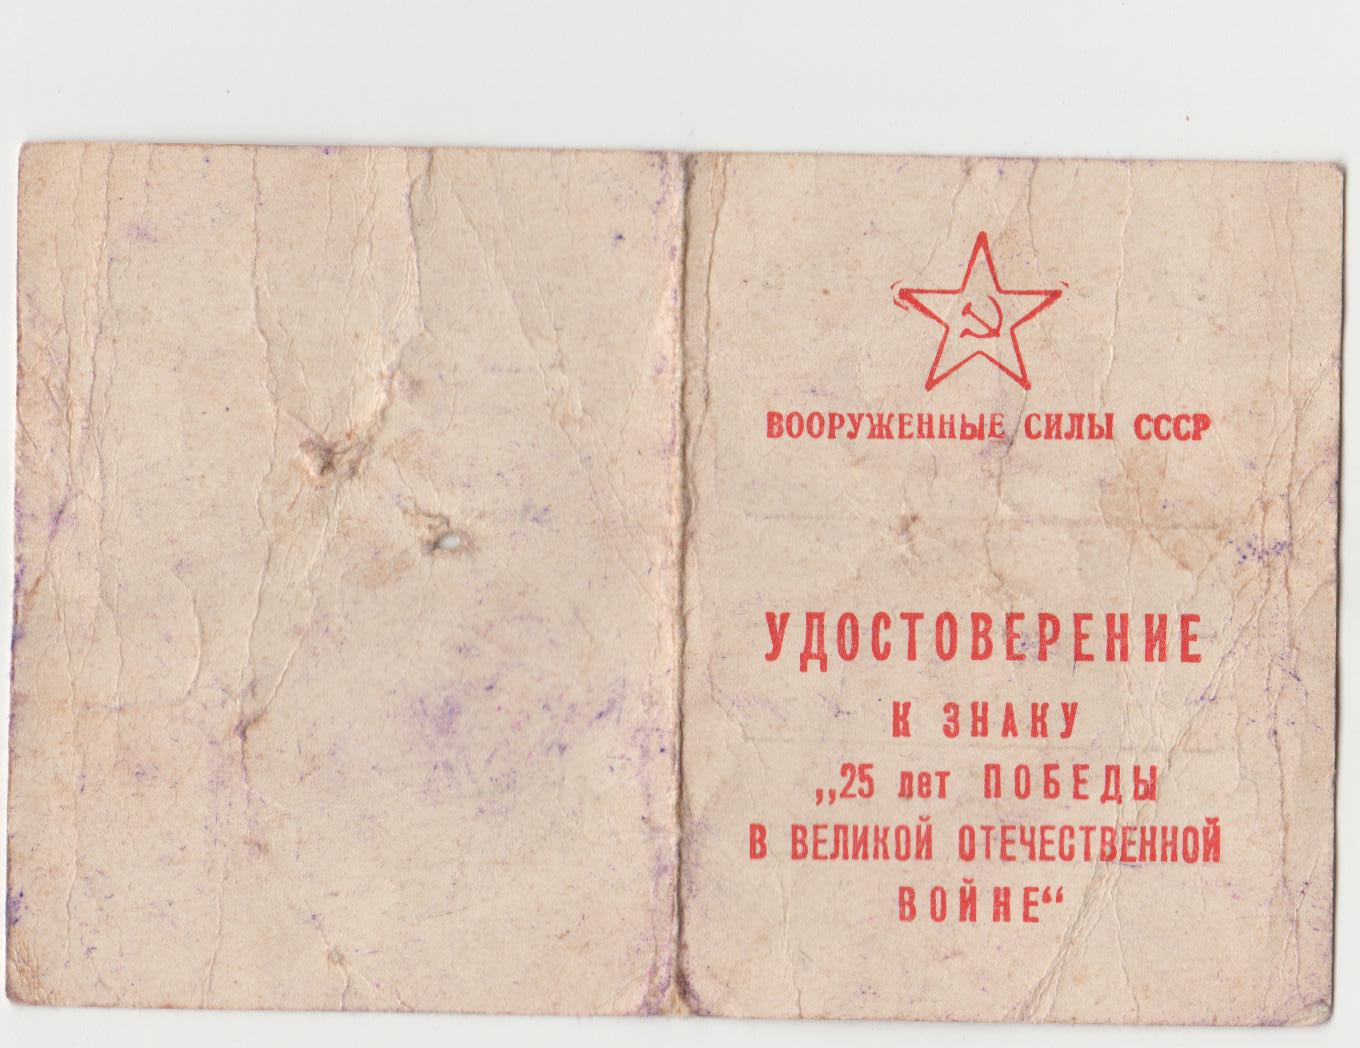 ВООРУЖЕННЫЕ СИЛЫ СССР
УДОСТОВЕРЕНИЕ
К ЗНАКУ
„25 лет ПОБЕДЫ
В ВЕЛИКОЙ ОТЕЧЕСТВЕННОЙ
ВОЙНЕ“